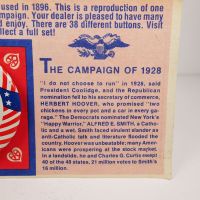 used in 1896. This is a reproduction of one
campaign. Your dealer is pleased to have many
d enjoy. There are 38 different buttons. Visit
ollect a full set!
THE CAMPAIGN OF 1928
"I do not choose to run" in 1928, said
President Coolidge, and the Republican
nomination fell to his secretary of commerce,
HERBERT HOOVER, who promised "two
chickens in every pot and a car in every gar-
age." The Democrats nominated New York's
"Happy Warrior," ALFRED E. SMITH, a Catho-
lic and a wet. Smith faced virulent slander as
anti-Catholic talk and literature flooded the
country. Hoover was unbeatable; many Amer-
icans were prospering at the stock market.
In a landslide, he and Charles G. Curtis swept
40 of the 48 states, 21 million votes to Smith's
16 million.